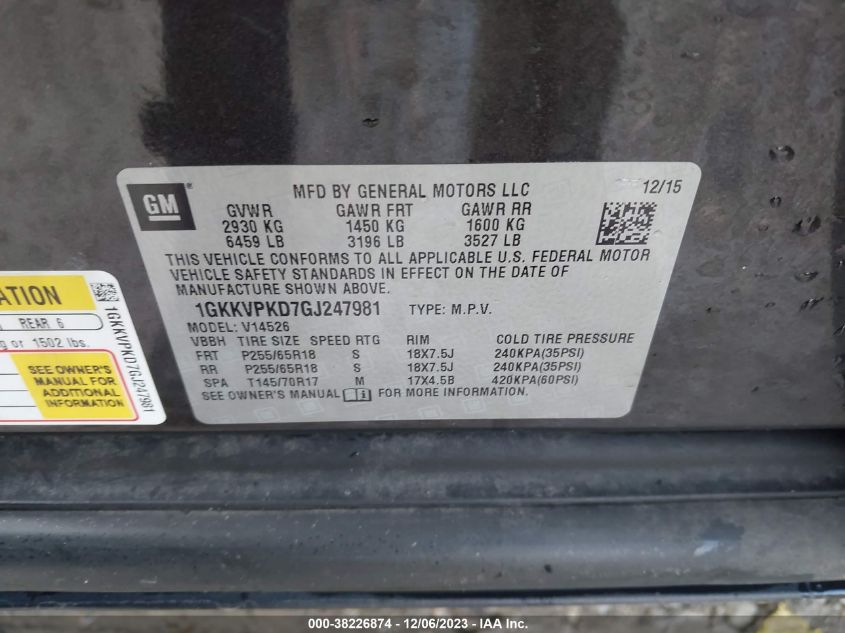 GM ®
MFD BY GENERAL MOTORS LLC
12/15
GVWR GAWR FRT GAWR RR
2930 KG 1450 KG 1600 KG
6459 LB 3196 LB 3527 LB
THIS VEHICLE CONFORMS TO ALL APPLICABLE U.S. FEDERAL MOTOR
VEHICLE SAFETY STANDARDS IN EFFECT ON THE DATE OF
MANUFACTURE SHOWN ABOVE.
1GKKVPKD7GJ247981 TYPE: M.P.V.
MODEL: V14526
VBBH TIRE SIZE SPEED RTG RIM COLD TIRE PRESSURE
FRT P255/65R18 S 18X7.5J 240KPA(35PSI)
RR P255/65R18 S 18X7.5J 240KPA(35PSI)
SPA T145/70R17 M 17X4.5B 420KPA(60PSI)
SEE OWNER'S MANUAL i FOR MORE INFORMATION.
ATION
REAR 6
g or 1502 lbs.
SEE OWNER'S
MANUAL FOR
ADDITIONAL
INFORMATION
1GKKVPKD7GJ247981
000-38226874 - 12/06/2023 - IAA Inc.